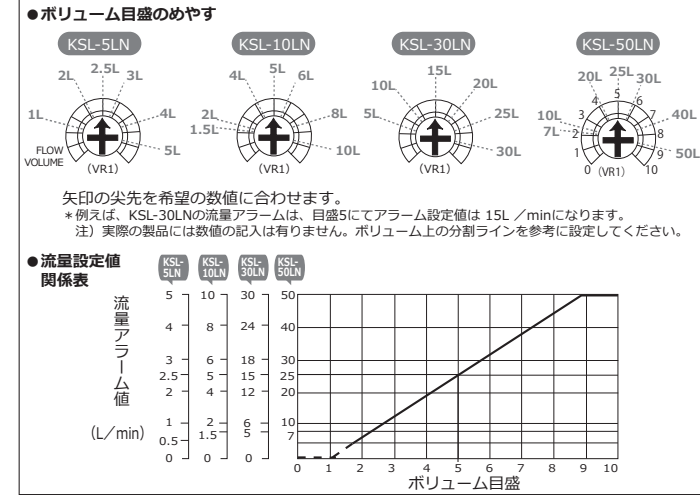 ●ボリューム目盛のめやす
KSL-5LN KSL-10LN KSL-30LN KSL-50LN
1L 2L 2.5L 3L 4L 5L
FLOW
VOLUME
(VR1)
1.5L 2L 4L 5L 6L 8L 10L
(VR1)
5L 10L 15L 20L 25L 30L
(VR1)
7L 10L 20L 25L 30L 40L 50L
0 1 2 3 4 5 6 7 8 9 10
(VR1)
矢印の尖先を希望の数値に合わせます。
＊例えば、KSL-30LNの流量アラームは、目盛5にてアラーム設定値は 15L ／minになります。
注）実際の製品には数値の記入は有りません。ボリューム上の分割ラインを参考に設定してください。
●流量設定値
関係表
KSL-5LN KSL-10LN KSL-30LN KSL-50LN
流量アラーム値
(L／min)
5 10 30 50
4 8 24 40
3 6 18 30
2.5 5 15 25
2 4 12 20
1 2 6 10
0.5 1.5 5 7
0 0 0
0 1 2 3 4 5 6 7 8 9 10
ボリューム目盛